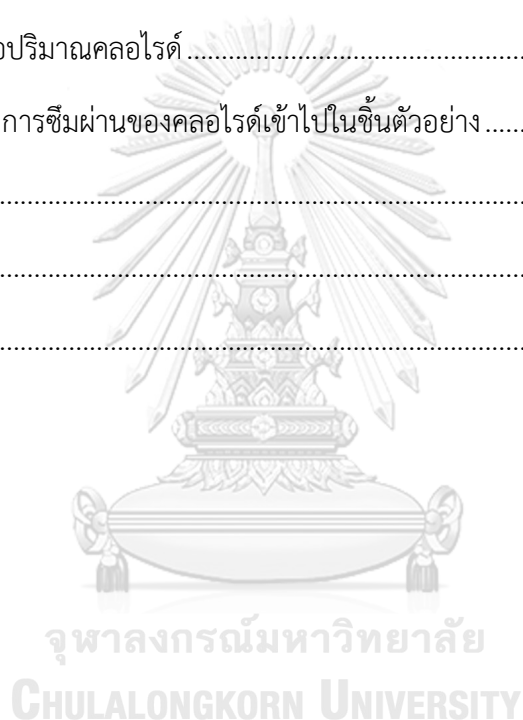 อปริมาณคลอไรด์ ........................................................
การซึมผ่านของคลอไรด์เข้าไปในชิ้นตัวอย่าง ......
................................................................................
................................................................................
................................................................................
จุฬาลงกรณ์มหาวิทยาลัย
CHULALONGKORN UNIVERSITY